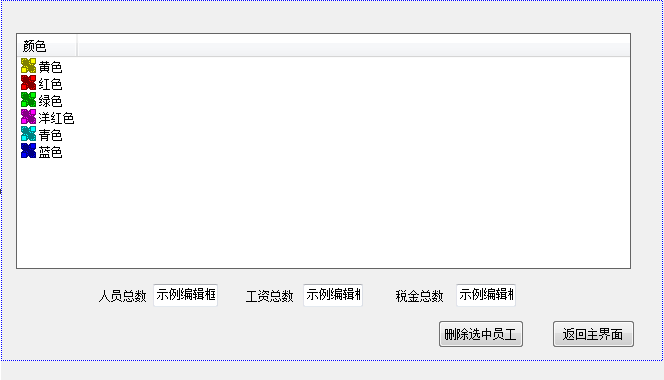 颜色
黄色
红色
绿色
洋红色
青色
蓝色
人员总数 示例编辑框 工资总数 示例编辑 税金总数 示例编辑
删除选中员工 返回主界面